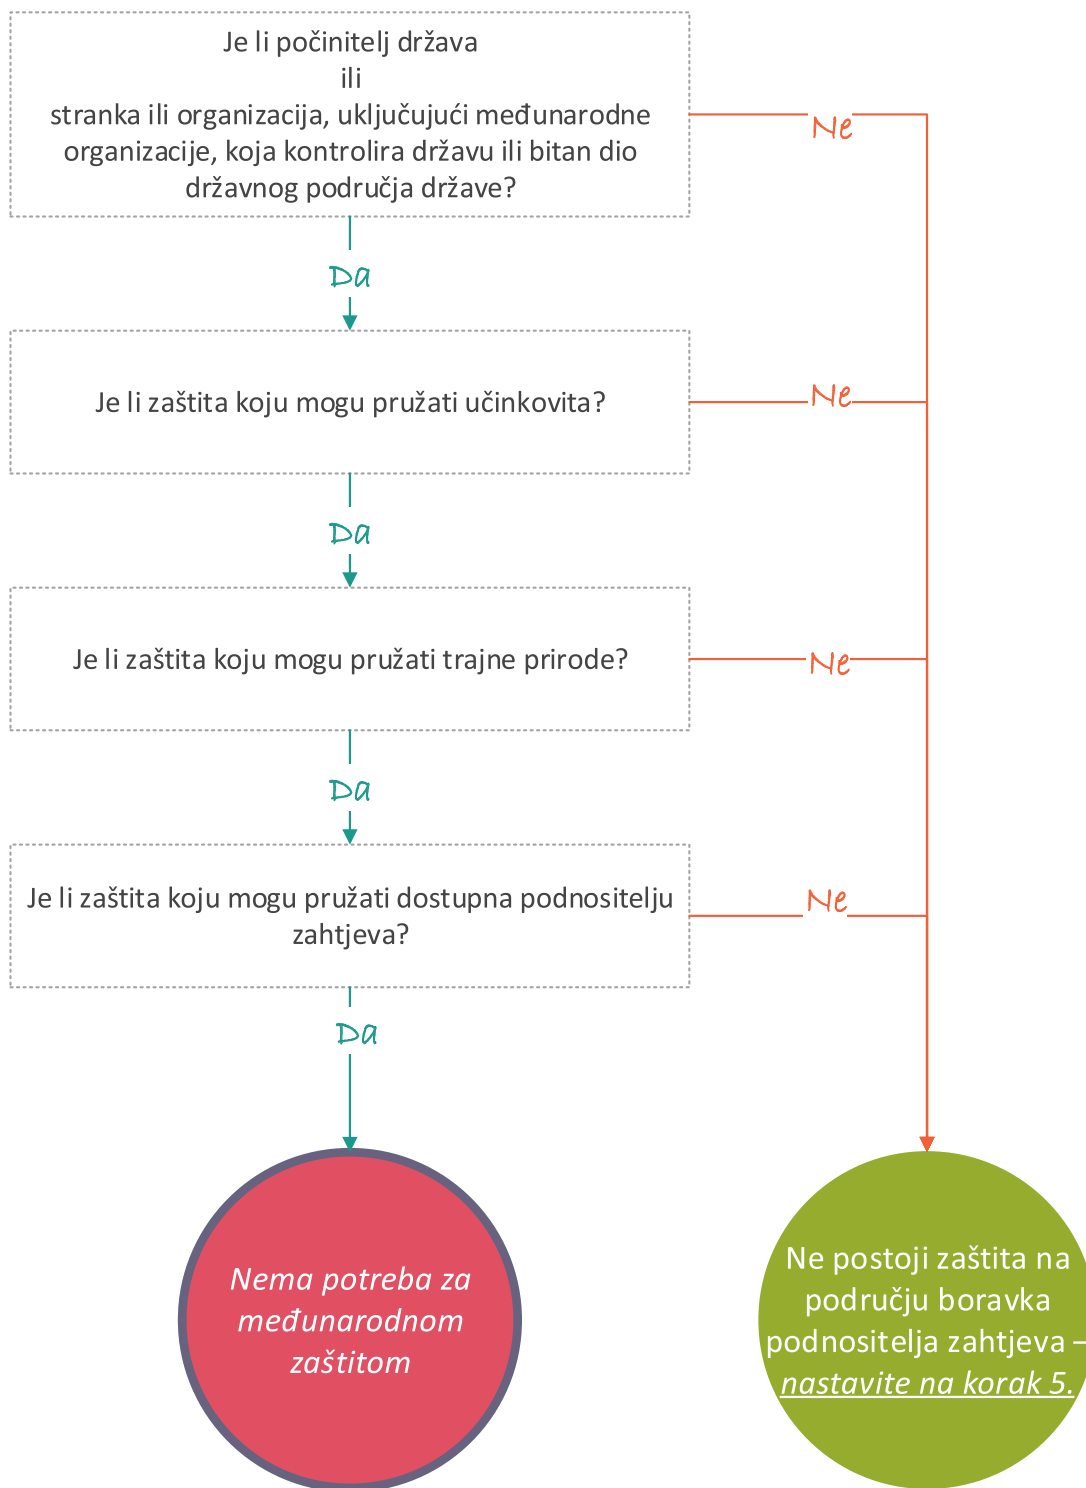 Je li počinitelj država
ili
stranka ili organizacija, uključujući međunarodne
organizacije, koja kontrolira državu ili bitan dio
državnog područja države?
Ne
Da
Je li zaštita koju mogu pružati učinkovita?
Ne
Da
Je li zaštita koju mogu pružati trajne prirode?
Ne
Da
Je li zaštita koju mogu pružati dostupna podnositelju
zahtjeva?
Ne
Da
Nema potreba za
međunarodnom
zaštitom
Ne postoji zaštita na
području boravka
podnositelja zahtjeva –
nastavite na korak 5.